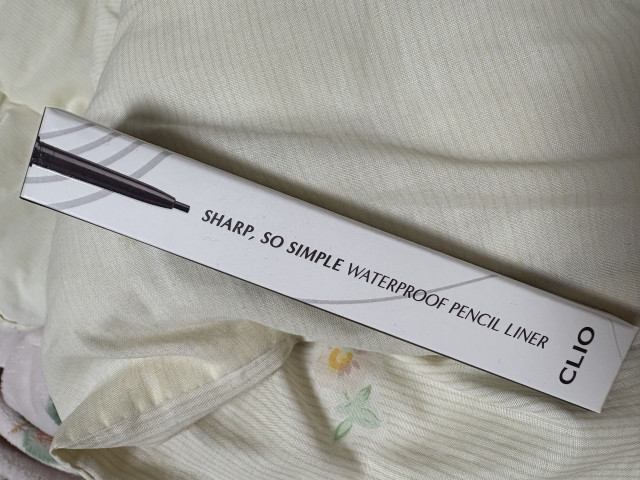 SHARP, SO SIMPLE WATERPROOF PENCIL LINER
CLIO